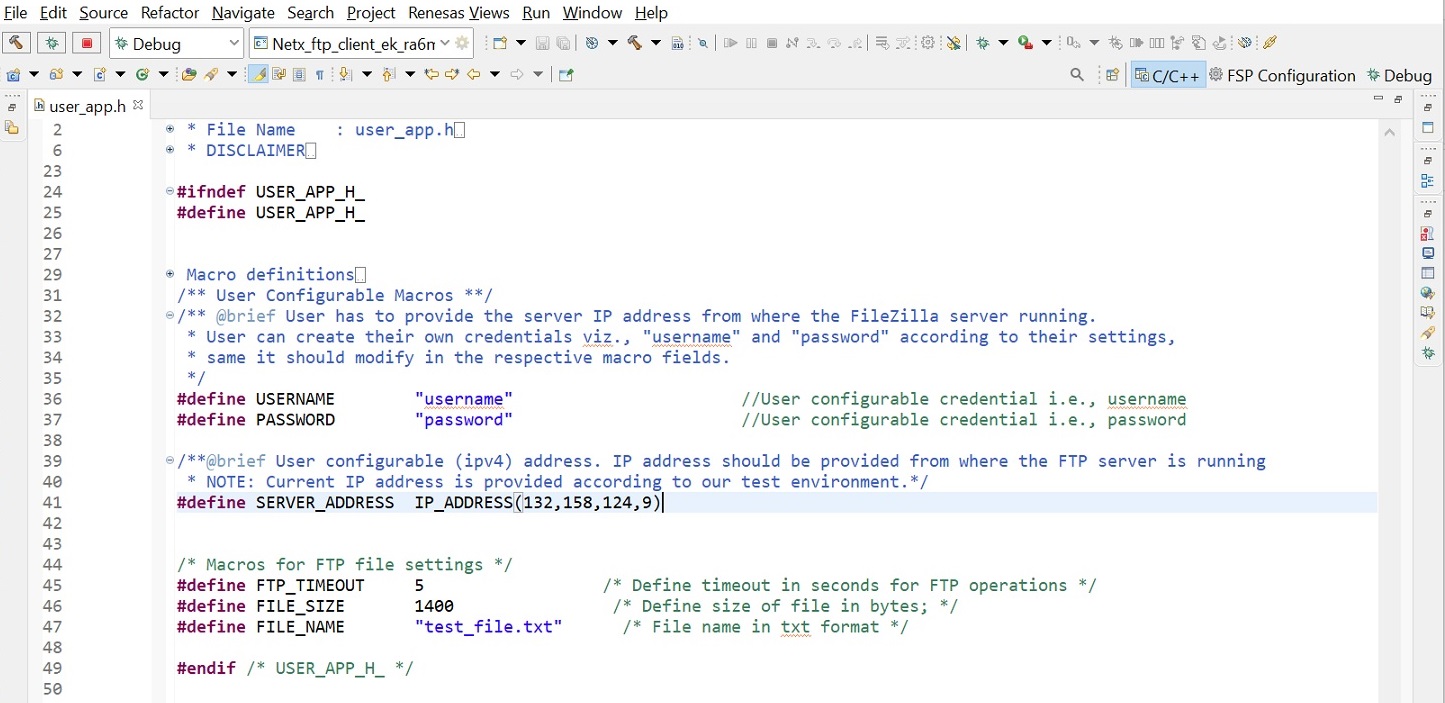 File Edit Source Refactor Navigate Search Project Renesas Views Run Window Help
Debug Netx_ftp_client_ek_ra6m
C/C++ FSP Configuration Debug
user_app.h
2 * File Name : user_app.h
6 * DISCLAIMER
23
24 #ifndef USER_APP_H_
25 #define USER_APP_H_
26
27
29 Macro definitions
31 /** User Configurable Macros **/
32 /** @brief User has to provide the server IP address from where the FileZilla server running.
33 * User can create their own credentials viz., "username" and "password" according to their settings,
34 * same it should modify in the respective macro fields.
35 */
36 #define USERNAME "username" //User configurable credential i.e., username
37 #define PASSWORD "password" //User configurable credential i.e., password
38
39 /**@brief User configurable (ipv4) address. IP address should be provided from where the FTP server is running
40 * NOTE: Current IP address is provided according to our test environment.*/
41 #define SERVER_ADDRESS IP_ADDRESS(132,158,124,9)
42
43
44 /* Macros for FTP file settings */
45 #define FTP_TIMEOUT 5 /* Define timeout in seconds for FTP operations */
46 #define FILE_SIZE 1400 /* Define size of file in bytes; */
47 #define FILE_NAME "test_file.txt" /* File name in txt format */
48
49 #endif /* USER_APP_H_ */
50